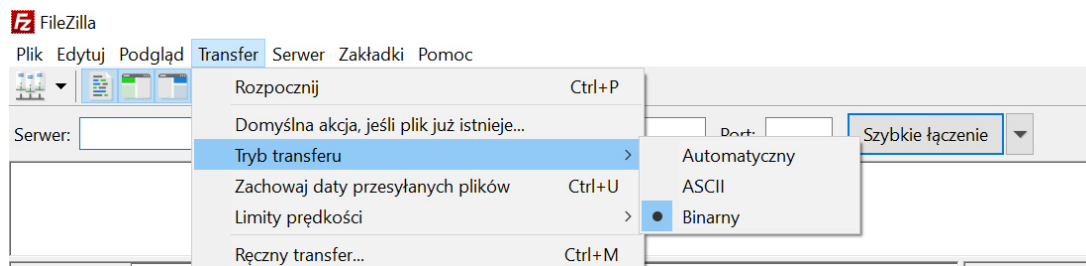 FileZilla
Plik Edytuj Podgląd Transfer Serwer Zakładki Pomoc
Rozpocznij Ctrl+P
Domyślna akcja, jeśli plik już istnieje...
Serwer: Port: Szybkie łączenie
Tryb transferu Automatyczny
Zachowaj daty przesyłanych plików Ctrl+U ASCII
Limity prędkości Binarny
Ręczny transfer... Ctrl+M